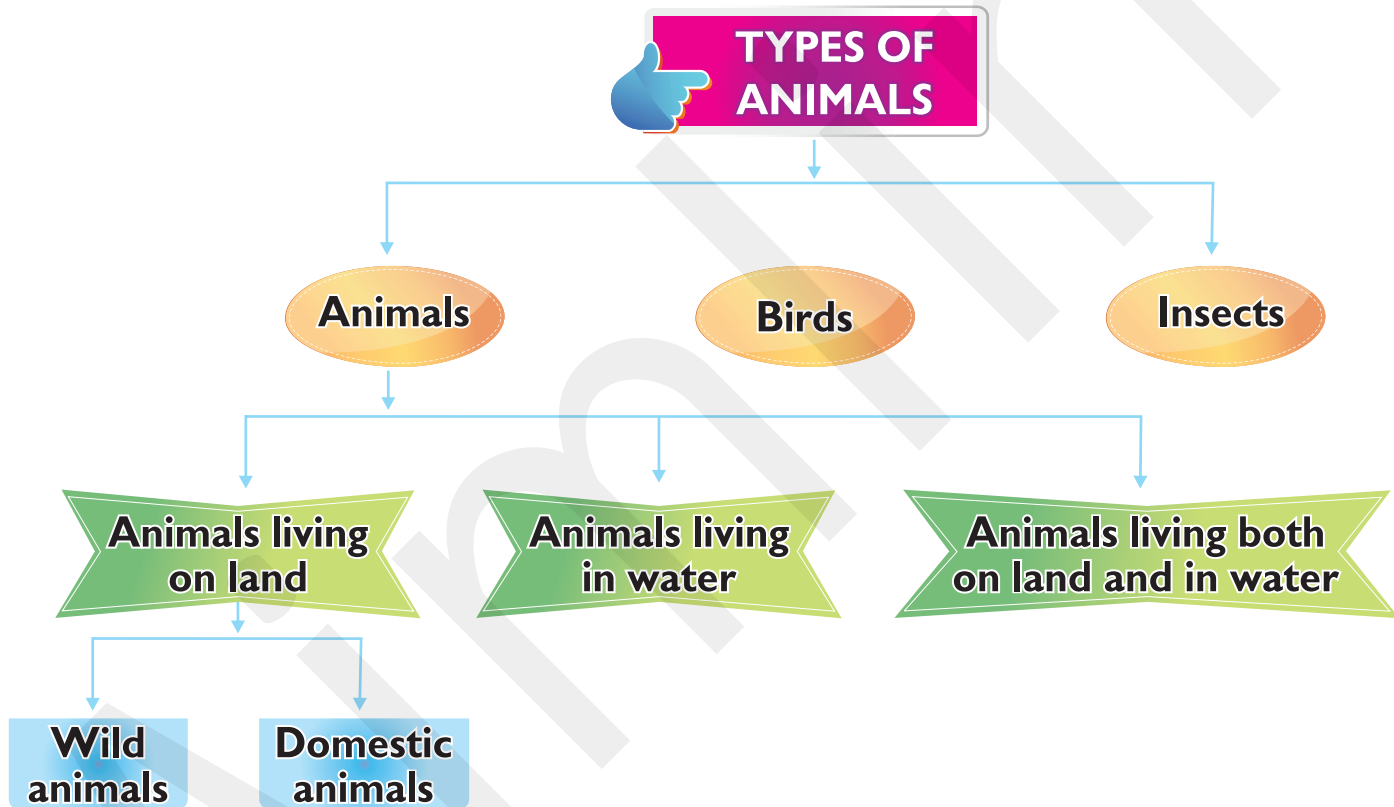 TYPES OF
ANIMALS
Animals
Birds
Insects
Animals living
on land
Animals living
in water
Animals living both
on land and in water
Wild
animals
Domestic
animals